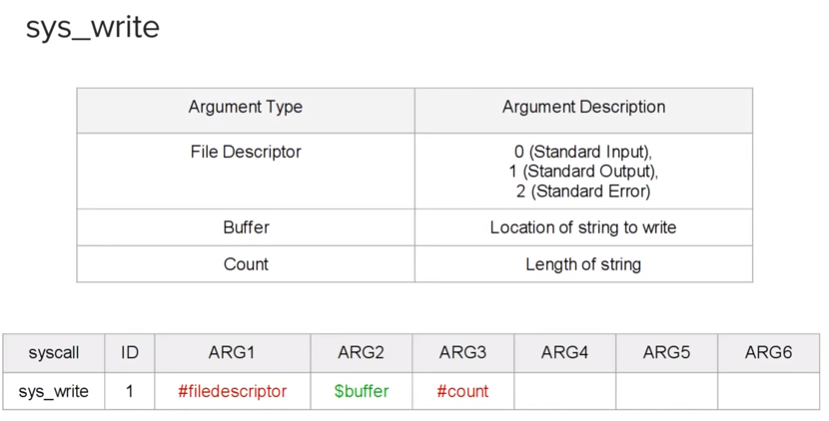 sys_write
Argument Type Argument Description
File Descriptor 0 (Standard Input),
1 (Standard Output),
2 (Standard Error)
Buffer Location of string to write
Count Length of string
syscall ID ARG1 ARG2 ARG3 ARG4 ARG5 ARG6
sys_write 1 #filedescriptor $buffer #count